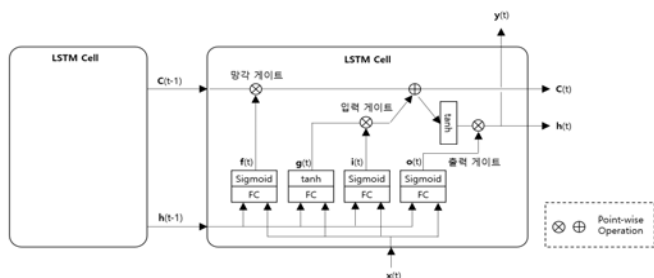 y(t)
LSTM Cell
LSTM Cell
C(t-1)
망각 게이트
C(t)
입력 게이트
tanh
h(t)
f(t)
g(t)
i(t)
o(t)
출력 게이트
Sigmoid
tanh
Sigmoid
Sigmoid
FC
FC
FC
FC
h(t-1)
Point-wise
Operation
x(t)